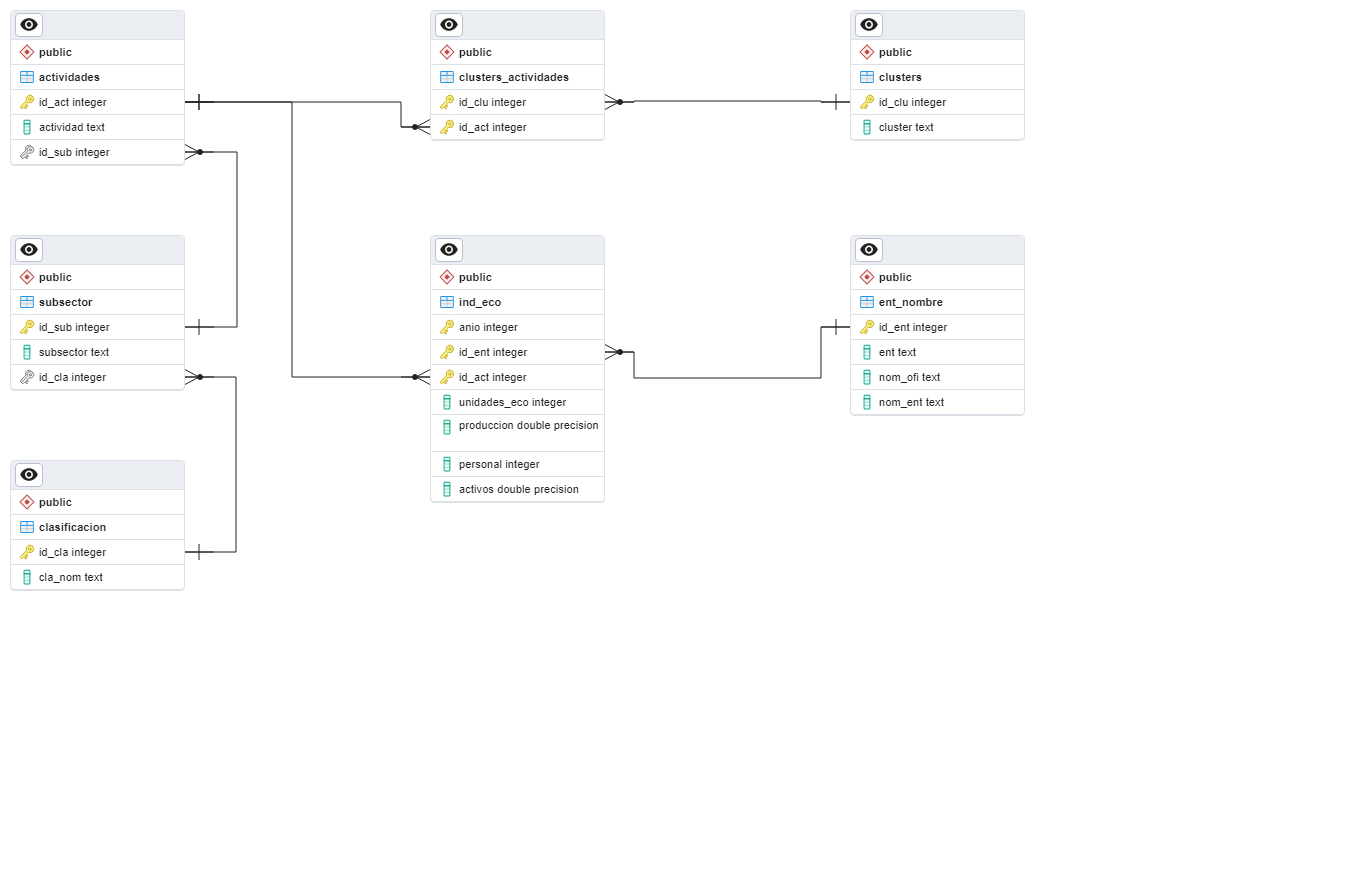 public
actividades
id_act integer
actividad text
id_sub integer
public
clusters_actividades
id_clu integer
id_act integer
public
clusters
id_clu integer
cluster text
public
subsector
id_sub integer
subsector text
id_cla integer
public
ind_eco
anio integer
id_ent integer
id_act integer
unidades_eco integer
produccion double precision
personal integer
activos double precision
public
ent_nombre
id_ent integer
ent text
nom_ofi text
nom_ent text
public
clasificacion
id_cla integer
cla_nom text